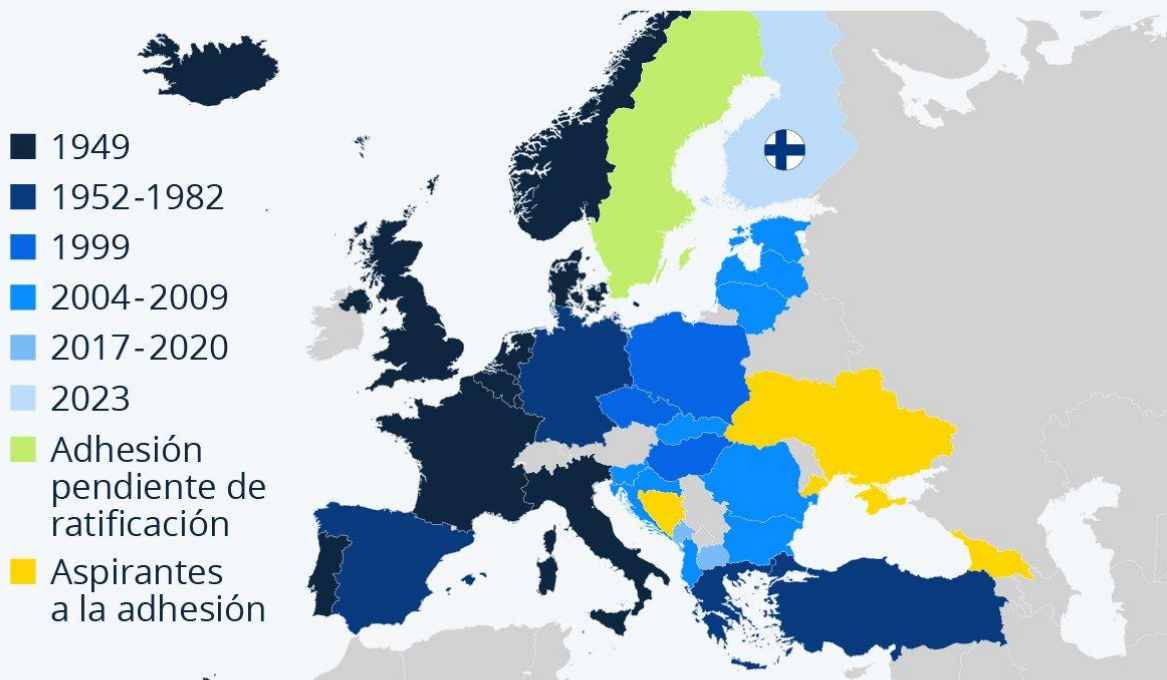 1949
1952-1982
1999
2004-2009
2017-2020
2023
Adhesión
pendiente de
ratificación
Aspirantes
a la adhesión